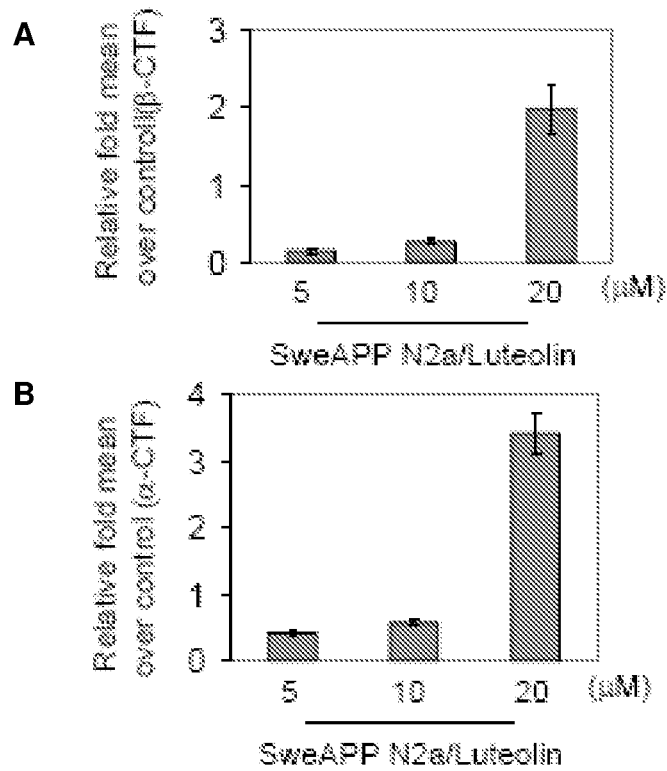 A
Relative fold mean
over controll(β-CTF)
3
2
1
0
5 10 20 (μM)
SweAPP N2a/Luteolin
B
Relative fold mean
over control (α-CTF)
4
3
2
1
0
5 10 20 (μM)
SweAPP N2a/Luteolin